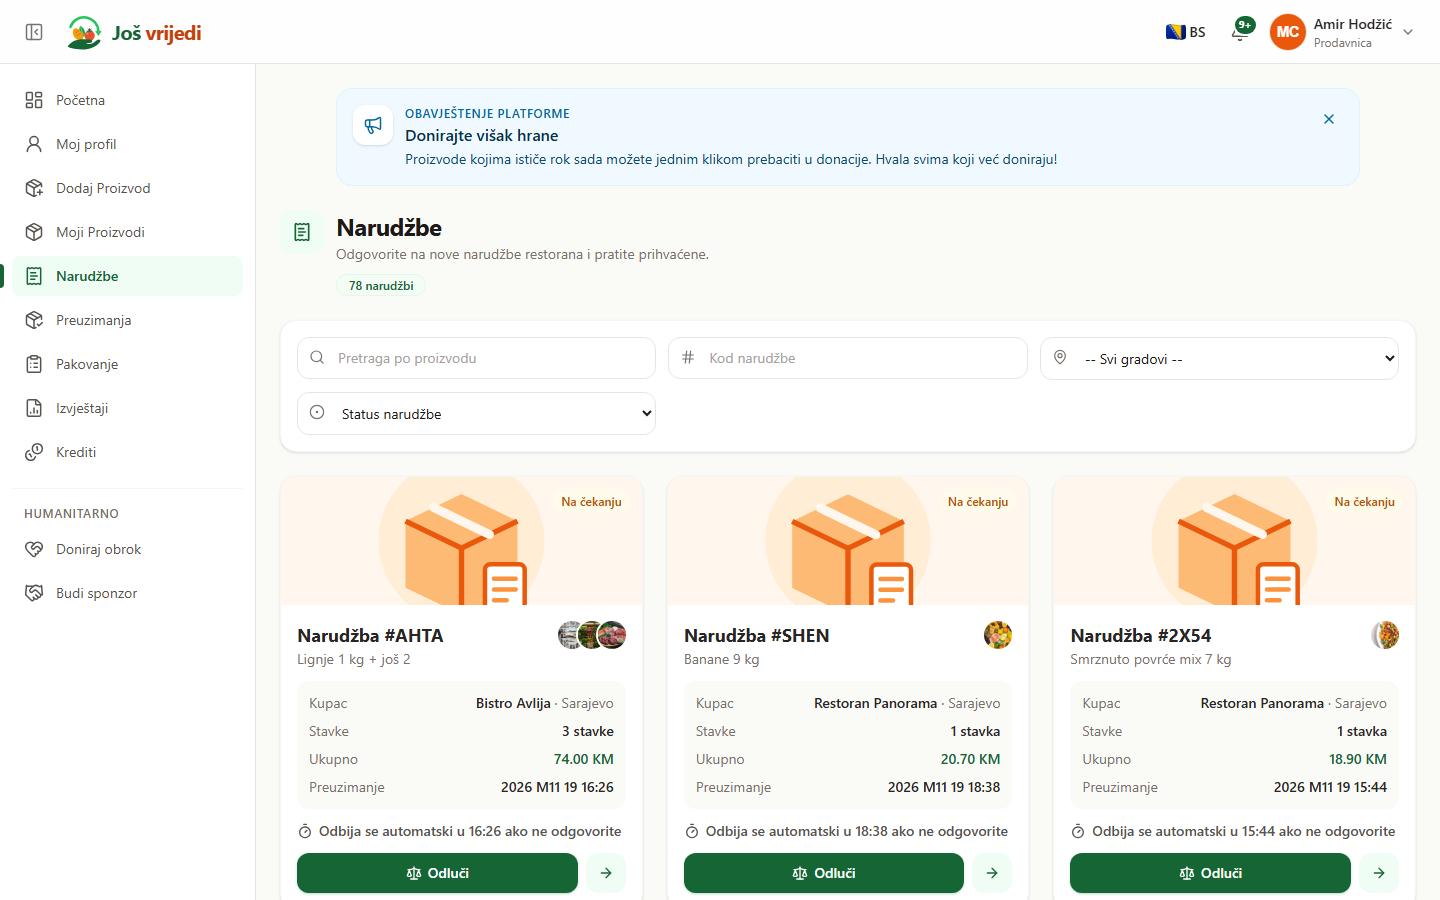 Još vrijedi
BS
9+
MC
Amir Hodžić
Prodavnica
Početna
Moj profil
Dodaj Proizvod
Moji Proizvodi
Narudžbe
Preuzimanja
Pakovanje
Izvještaji
Krediti
HUMANITARNO
Doniraj obrok
Budi sponzor
OBAVJEŠTENJE PLATFORME
Donirajte višak hrane
Proizvode kojima ističe rok sada možete jednim klikom prebaciti u donacije. Hvala svima koji već doniraju!
Narudžbe
Odgovorite na nove narudžbe restorana i pratite prihvaćene.
78 narudžbi
Pretraga po proizvodu
Kod narudžbe
-- Svi gradovi --
Status narudžbe
Na čekanju
Narudžba #AHTA
Lignje 1 kg + još 2
Kupac Bistro Avlija · Sarajevo
Stavke 3 stavke
Ukupno 74.00 KM
Preuzimanje 2026 M11 19 16:26
Odbija se automatski u 16:26 ako ne odgovorite
Odluči
Na čekanju
Narudžba #SHEN
Banane 9 kg
Kupac Restoran Panorama · Sarajevo
Stavke 1 stavka
Ukupno 20.70 KM
Preuzimanje 2026 M11 19 18:38
Odbija se automatski u 18:38 ako ne odgovorite
Odluči
Na čekanju
Narudžba #2X54
Smrznuto povrće mix 7 kg
Kupac Restoran Panorama · Sarajevo
Stavke 1 stavka
Ukupno 18.90 KM
Preuzimanje 2026 M11 19 15:44
Odbija se automatski u 15:44 ako ne odgovorite
Odluči